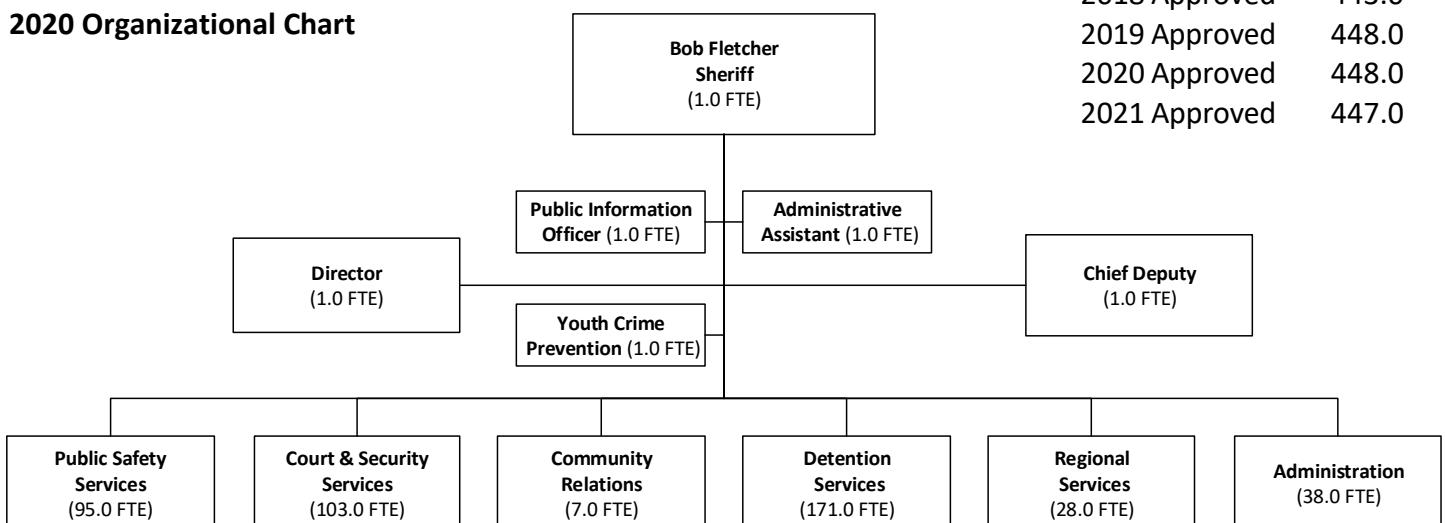 2020 Organizational Chart
2019 Approved 448.0
2020 Approved 448.0
2021 Approved 447.0
Bob Fletcher
Sheriff
(1.0 FTE)
Public Information
Officer (1.0 FTE)
Administrative
Assistant (1.0 FTE)
Director
(1.0 FTE)
Chief Deputy
(1.0 FTE)
Youth Crime
Prevention (1.0 FTE)
Public Safety
Services
(95.0 FTE)
Court & Security
Services
(103.0 FTE)
Community
Relations
(7.0 FTE)
Detention
Services
(171.0 FTE)
Regional
Services
(28.0 FTE)
Administration
(38.0 FTE)